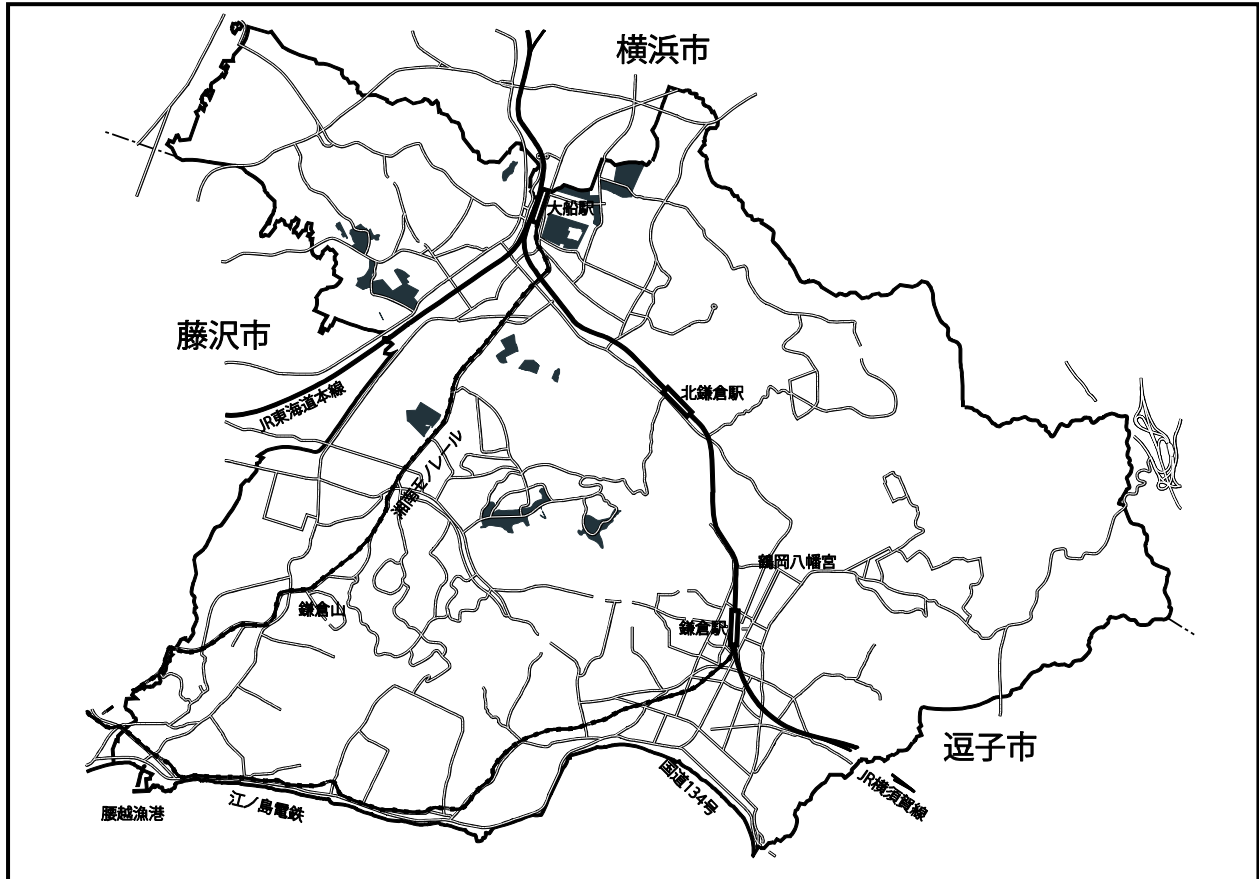 横浜市
大船駅
藤沢市
JR東海道本線
北鎌倉駅
湘南モノレール
鶴岡八幡宮
鎌倉山
鎌倉駅
逗子市
国道134号
JR横須賀線
江ノ島電鉄
腰越漁港